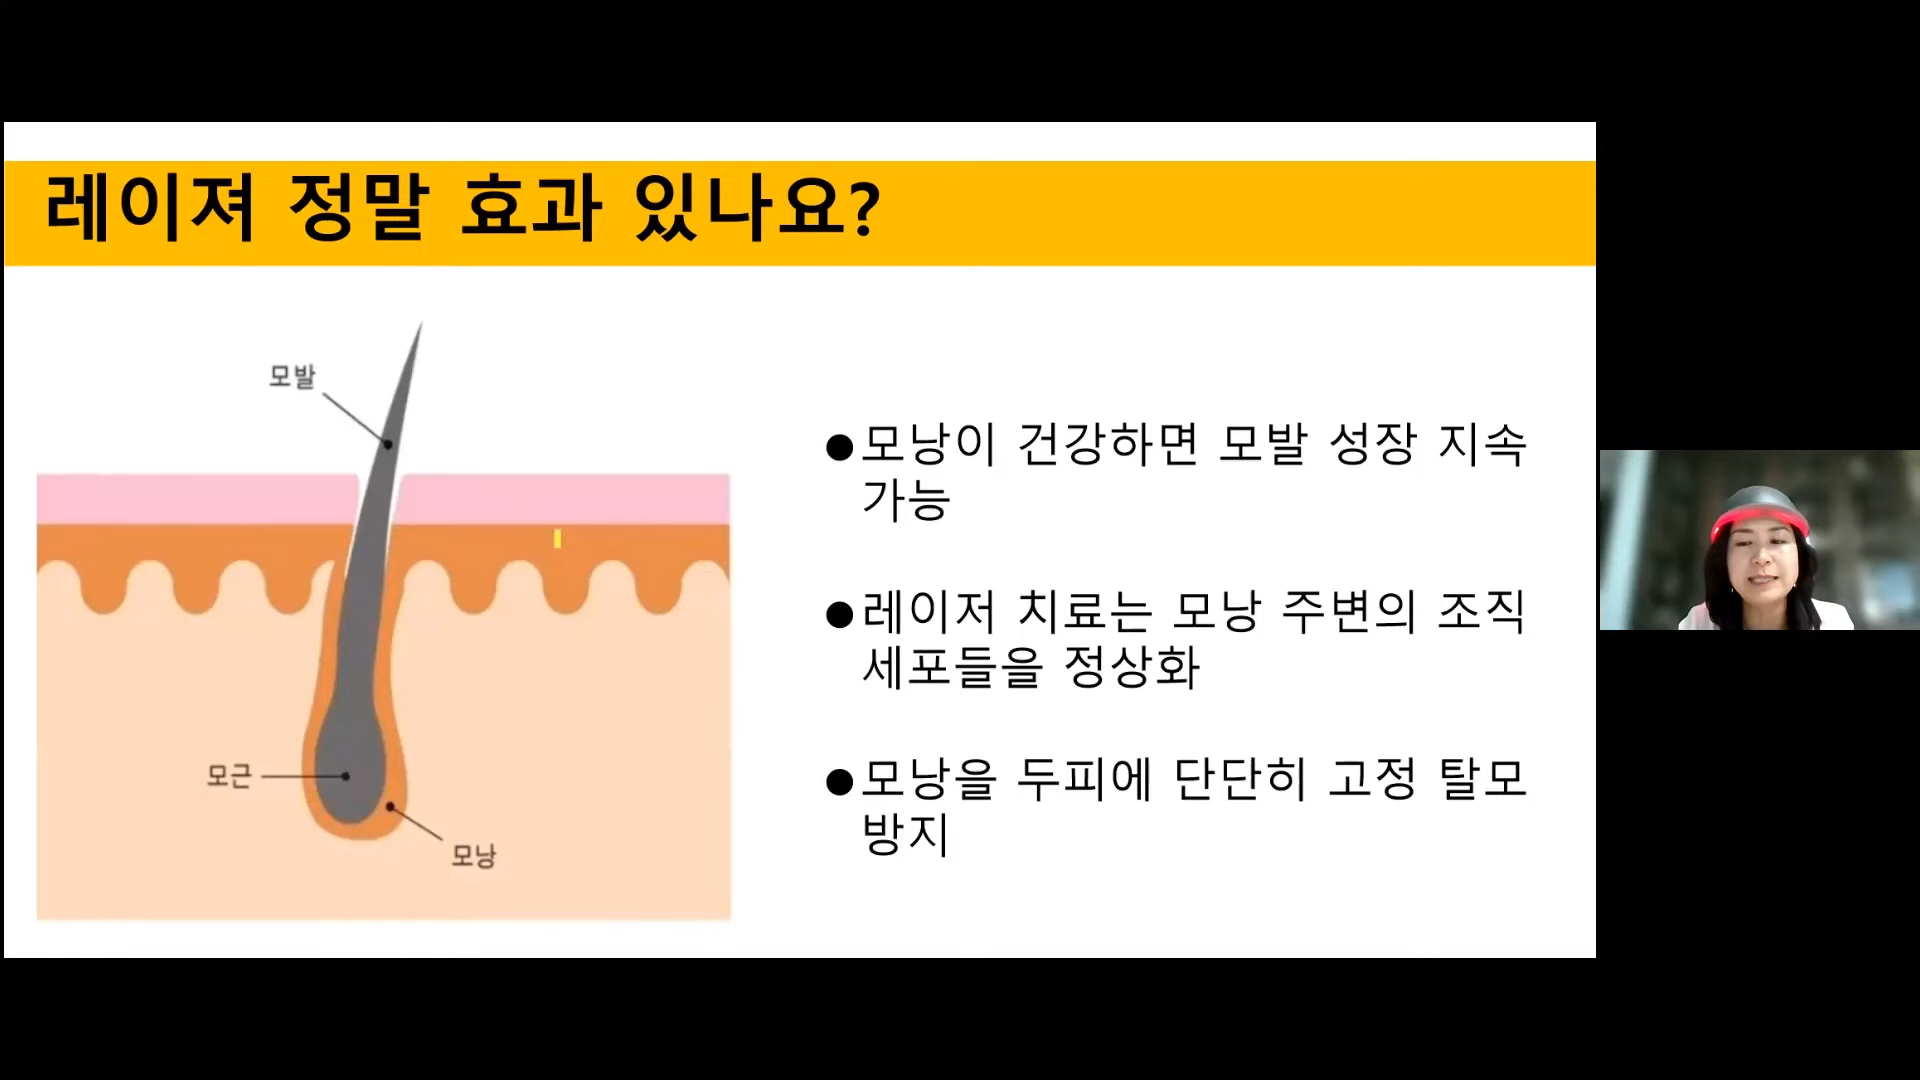 레이져 정말 효과 있나요?
모발
모근
모낭
●모낭이 건강하면 모발 성장 지속
가능
●레이저 치료는 모낭 주변의 조직
세포들을 정상화
●모낭을 두피에 단단히 고정 탈모
방지